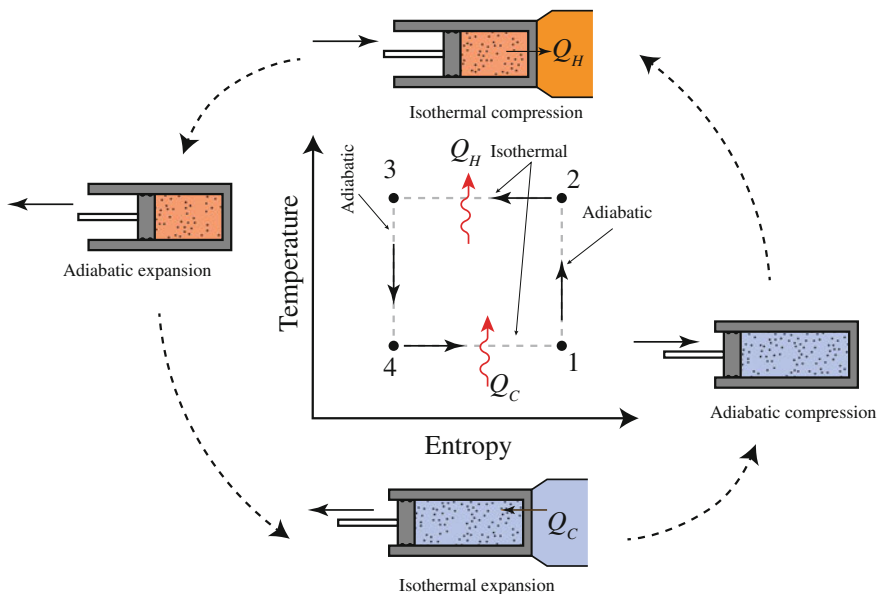 Q_H
Isothermal compression
Q_H
Isothermal
3
2
Adiabatic
Adiabatic
Temperature
Adiabatic expansion
4
1
Q_C
Adiabatic compression
Entropy
Q_C
Isothermal expansion